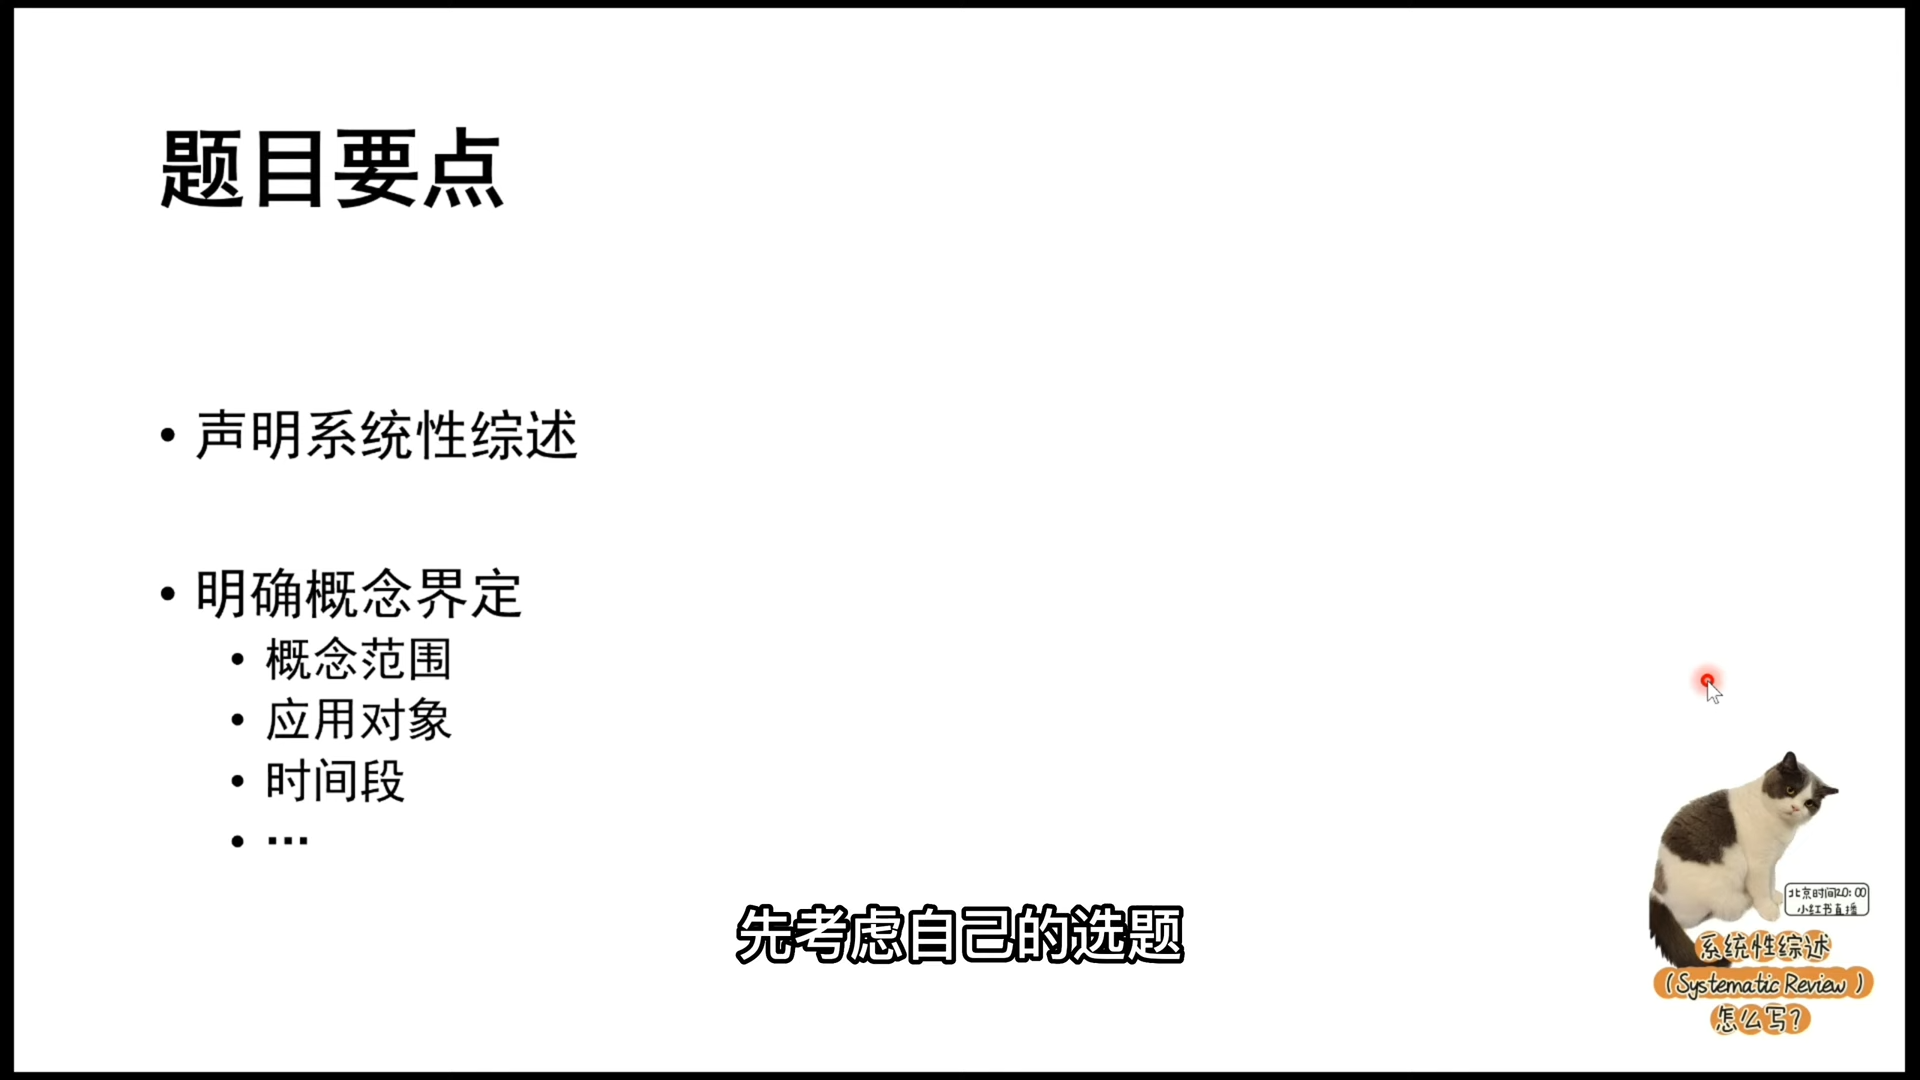 题目要点
• 声明系统性综述
• 明确概念界定
• 概念范围
• 应用对象
• 时间段
• …
先考虑自己的选题
北京时间20:00
小红书直播
系统性综述
（Systematic Review）
怎么写？